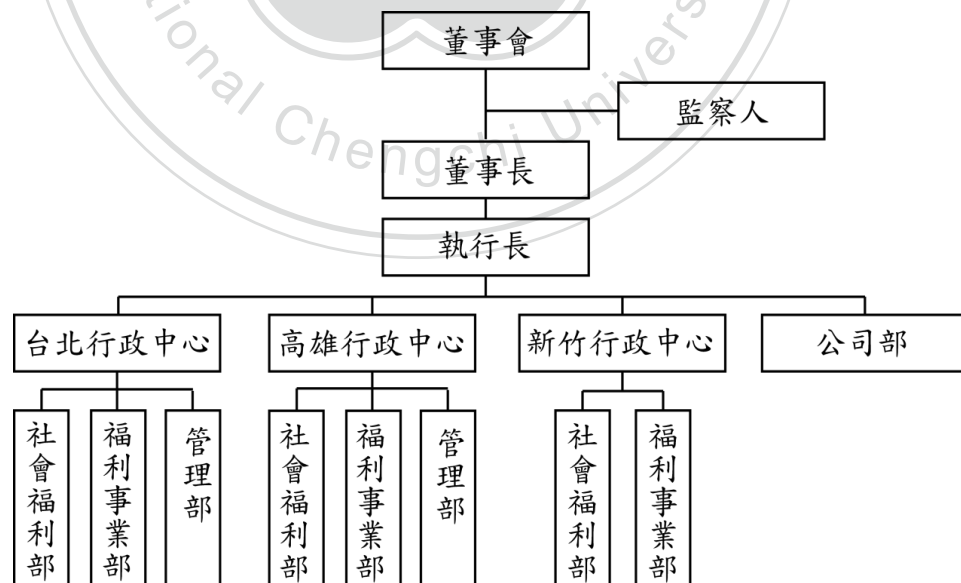 董事會
監察人
董事長
執行長
台北行政中心
高雄行政中心
新竹行政中心
公司部
社會福利部
福利事業部
管理部
社會福利部
福利事業部
管理部
社會福利部
福利事業部
tional Chengchi Univers